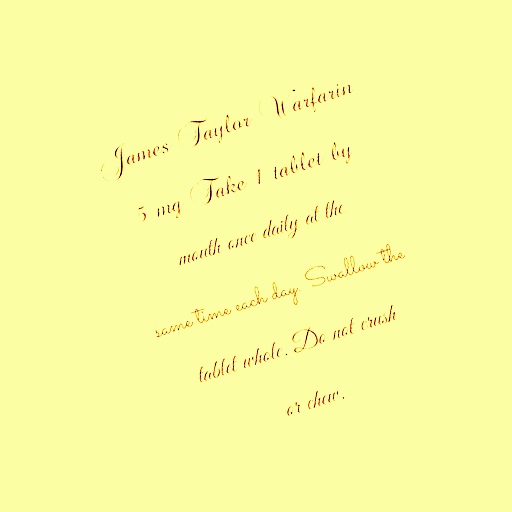 James Taylor Warfarin
5 mg Take 1 tablet by
mouth once daily at the
same time each day Swallow the
tablet whole. Do not crush
or chew.